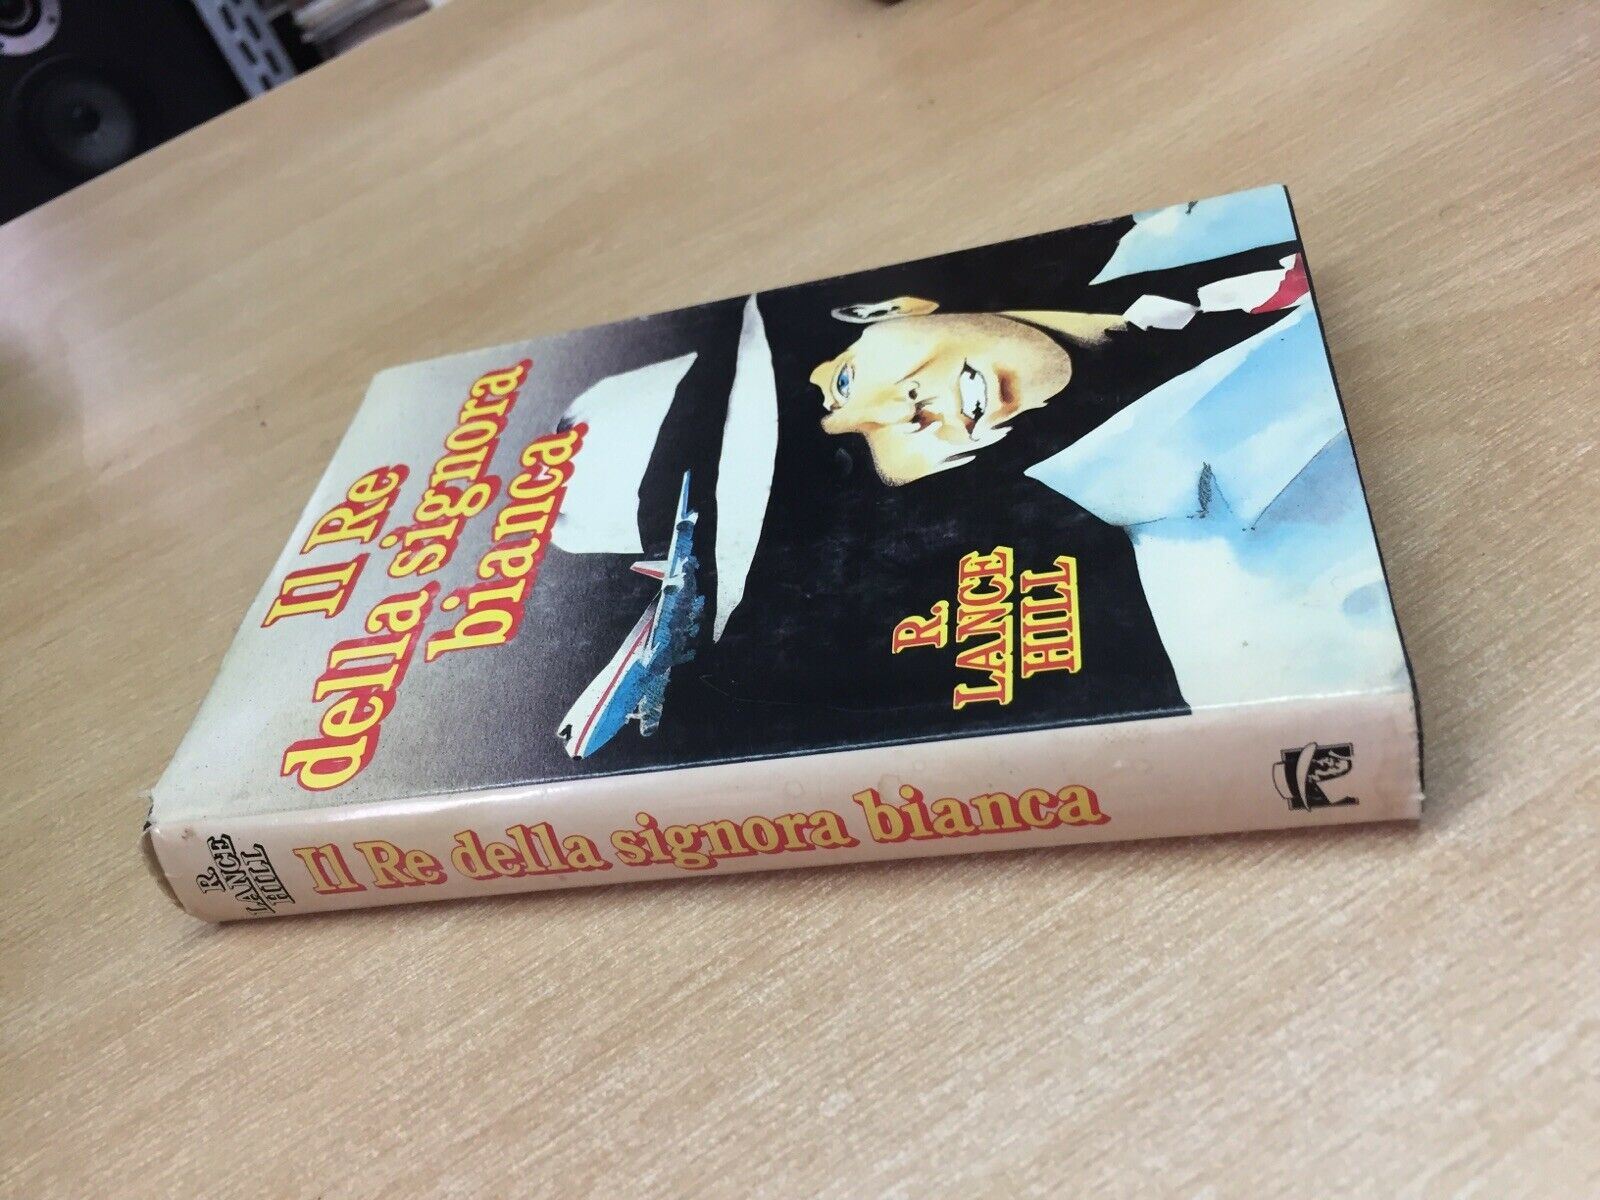 Il Re
della signora
bianca
R.
LANCE
HILL
R.
LANCE
HILL
Il Re della signora bianca